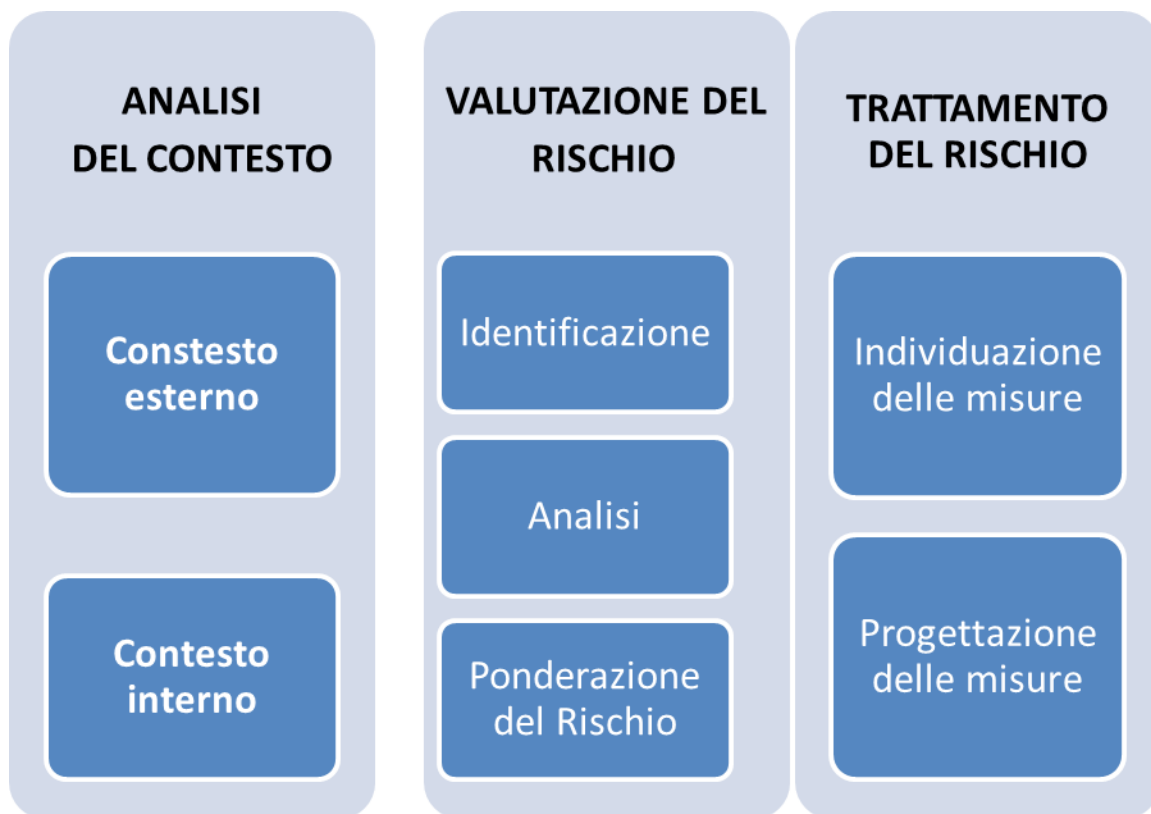 ANALISI
DEL CONTESTO
Constesto
esterno
Contesto
interno
VALUTAZIONE DEL
RISCHIO
Identificazione
Analisi
Ponderazione
del Rischio
TRATTAMENTO
DEL RISCHIO
Individuazione
delle misure
Progettazione
delle misure